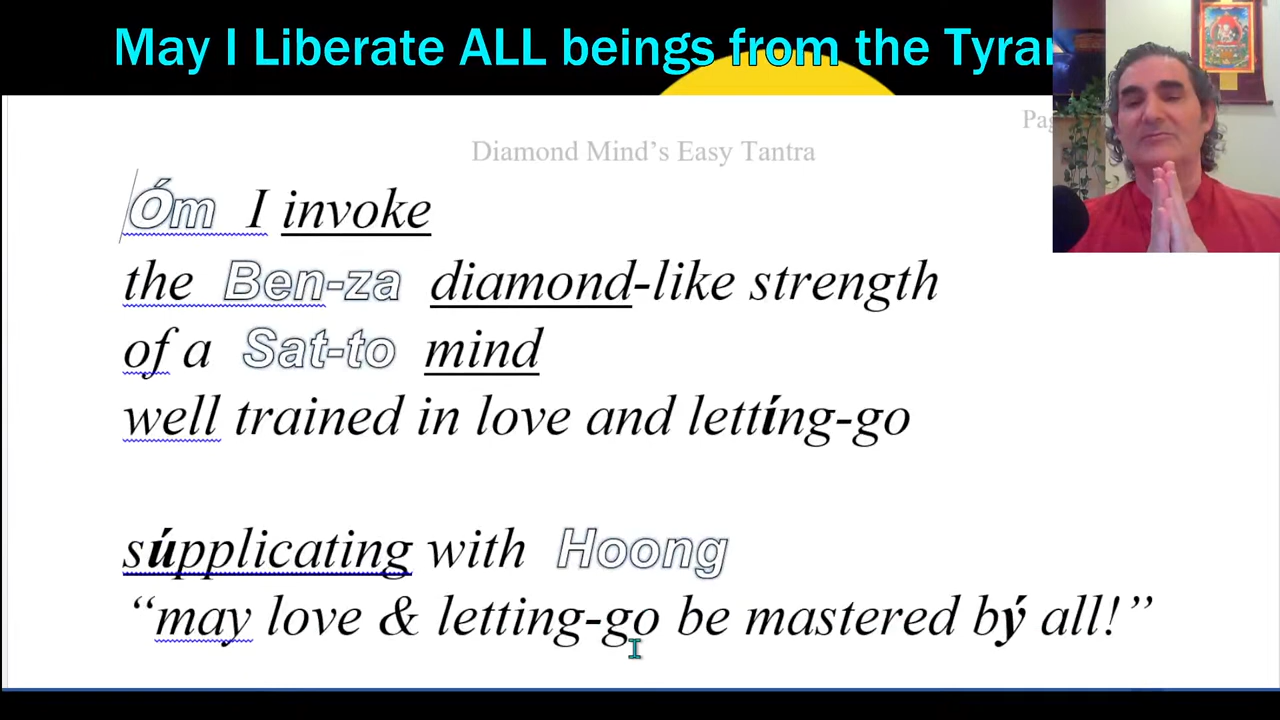 May I Liberate ALL beings from the
Diamond Mind's Easy Tantra
Óm I invoke
the Ben-za diamond-like strength
of a Sat-to mind
well trained in love and lettíng-go
súpplicating with Hoong
“may love & letting-go be mastered bý all!”